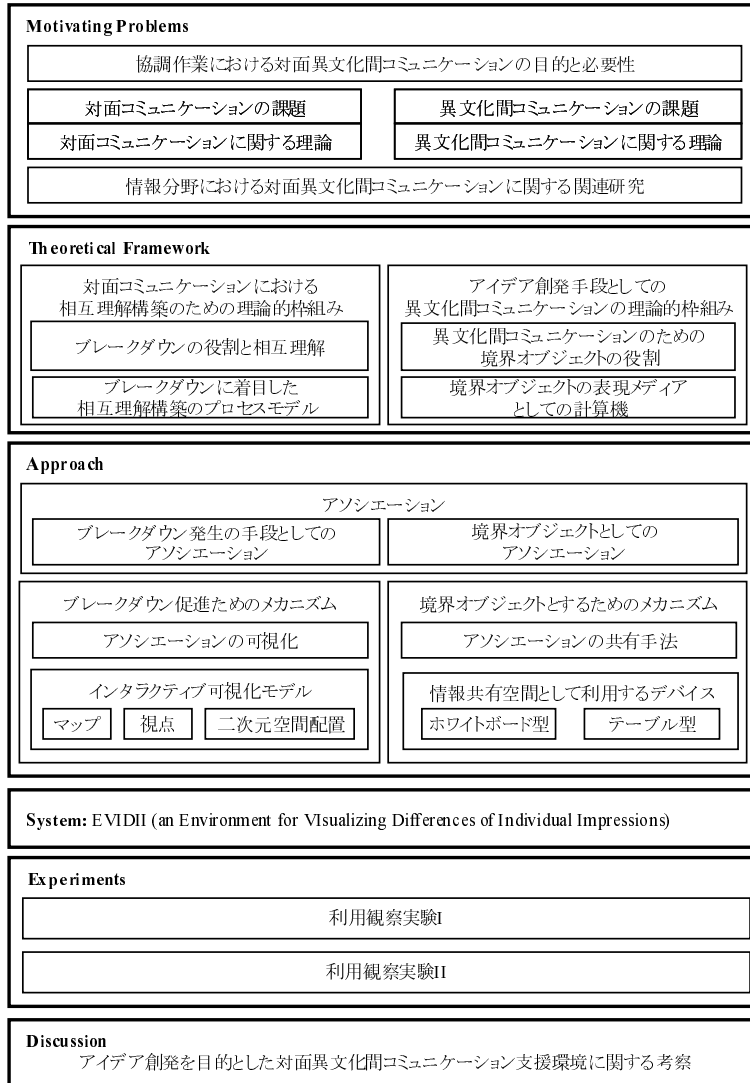 Motivating Problems
協調作業における対面異文化間コミュニケーションの目的と必要性
対面コミュニケーションの課題
異文化間コミュニケーションの課題
対面コミュニケーションに関する理論
異文化間コミュニケーションに関する理論
情報分野における対面異文化間コミュニケーションに関する関連研究
Theoretical Framework
対面コミュニケーションにおける
相互理解構築のための理論的枠組み
ブレークダウンの役割と相互理解
ブレークダウンに着目した
相互理解構築のプロセスモデル
アイデア創発手段としての
異文化間コミュニケーションの理論的枠組み
異文化間コミュニケーションのための
境界オブジェクトの役割
境界オブジェクトの表現メディア
としての計算機
Approach
アソシエーション
ブレークダウン発生の手段としての
アソシエーション
境界オブジェクトとしての
アソシエーション
ブレークダウン促進ためのメカニズム
アソシエーションの可視化
インタラクティブ可視化モデル
マップ
視点
二次元空間配置
境界オブジェクトとするためのメカニズム
アソシエーションの共有手法
情報共有空間として利用するデバイス
ホワイトボード型
テーブル型
System: EVIDII (an Environment for VIsualizing Differences of Individual Impressions)
Experiments
利用観察実験I
利用観察実験II
Discussion
アイデア創発を目的とした対面異文化間コミュニケーション支援環境に関する考察